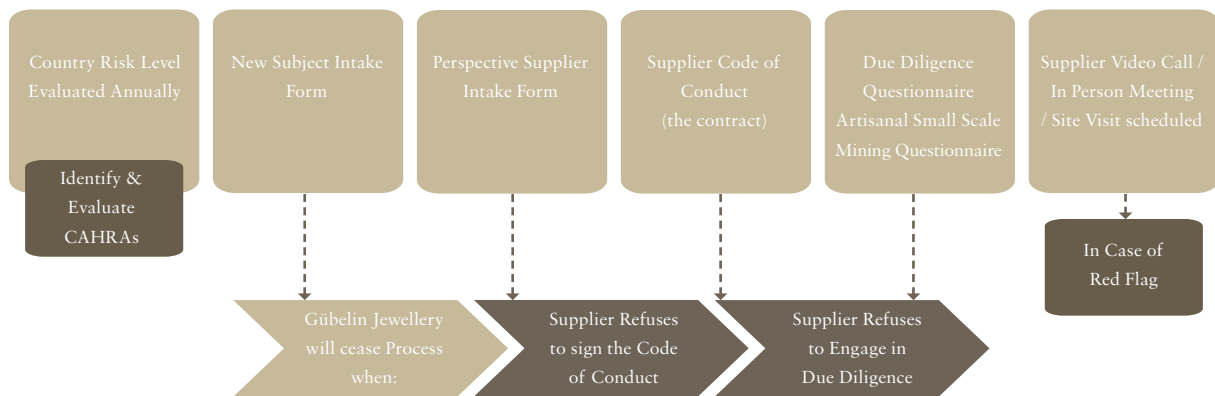 Country Risk Level
Evaluated Annually
Identify &
Evaluate
CAHRAs
New Subject Intake
Form
Perspective Supplier
Intake Form
Supplier Code of
Conduct
(the contract)
Due Diligence
Questionnaire
Artisanal Small Scale
Mining Questionnaire
Supplier Video Call /
In Person Meeting
/ Site Visit scheduled
In Case of
Red Flag
Gübelin Jewellery
will cease Process
when:
Supplier Refuses
to sign the Code
of Conduct
Supplier Refuses
to Engage in
Due Diligence